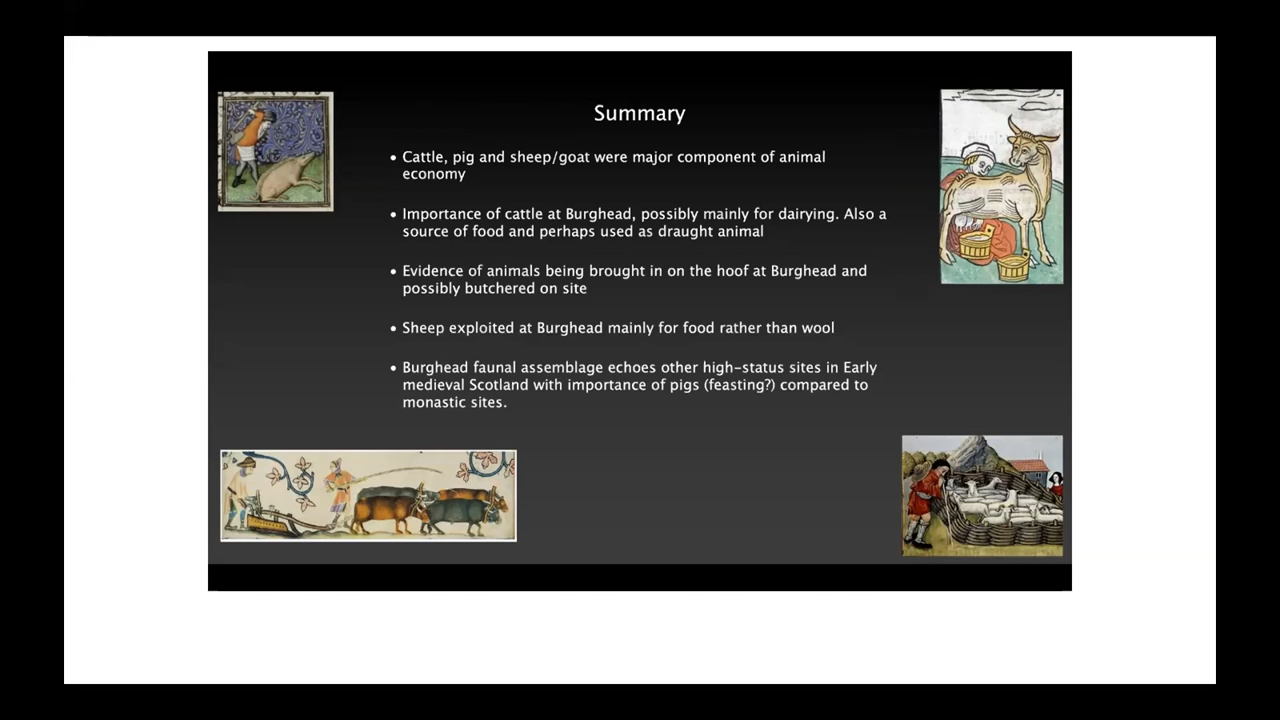 Summary
• Cattle, pig and sheep/goat were major component of animal
economy
• Importance of cattle at Burghead, possibly mainly for dairying. Also a
source of food and perhaps used as draught animal
• Evidence of animals being brought in on the hoof at Burghead and
possibly butchered on site
• Sheep exploited at Burghead mainly for food rather than wool
• Burghead faunal assemblage echoes other high-status sites in Early
medieval Scotland with importance of pigs (feasting?) compared to
monastic sites.